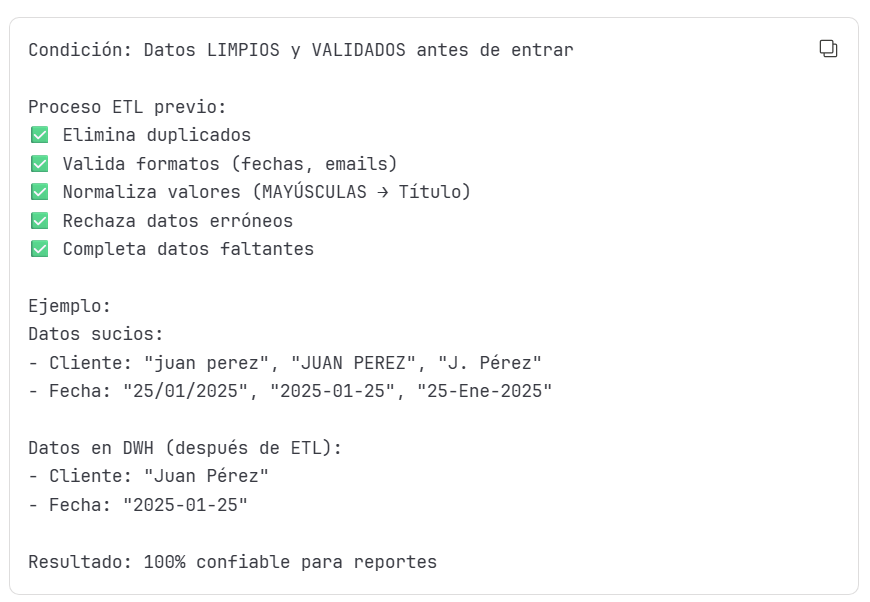 Condición: Datos LIMPIOS y VALIDADOS antes de entrar
Proceso ETL previo:
✅ Elimina duplicados
✅ Valida formatos (fechas, emails)
✅ Normaliza valores (MAYÚSCULAS → Título)
✅ Rechaza datos erróneos
✅ Completa datos faltantes
Ejemplo:
Datos sucios:
- Cliente: "juan perez", "JUAN PEREZ", "J. Pérez"
- Fecha: "25/01/2025", "2025-01-25", "25-Ene-2025"
Datos en DWH (después de ETL):
- Cliente: "Juan Pérez"
- Fecha: "2025-01-25"
Resultado: 100% confiable para reportes